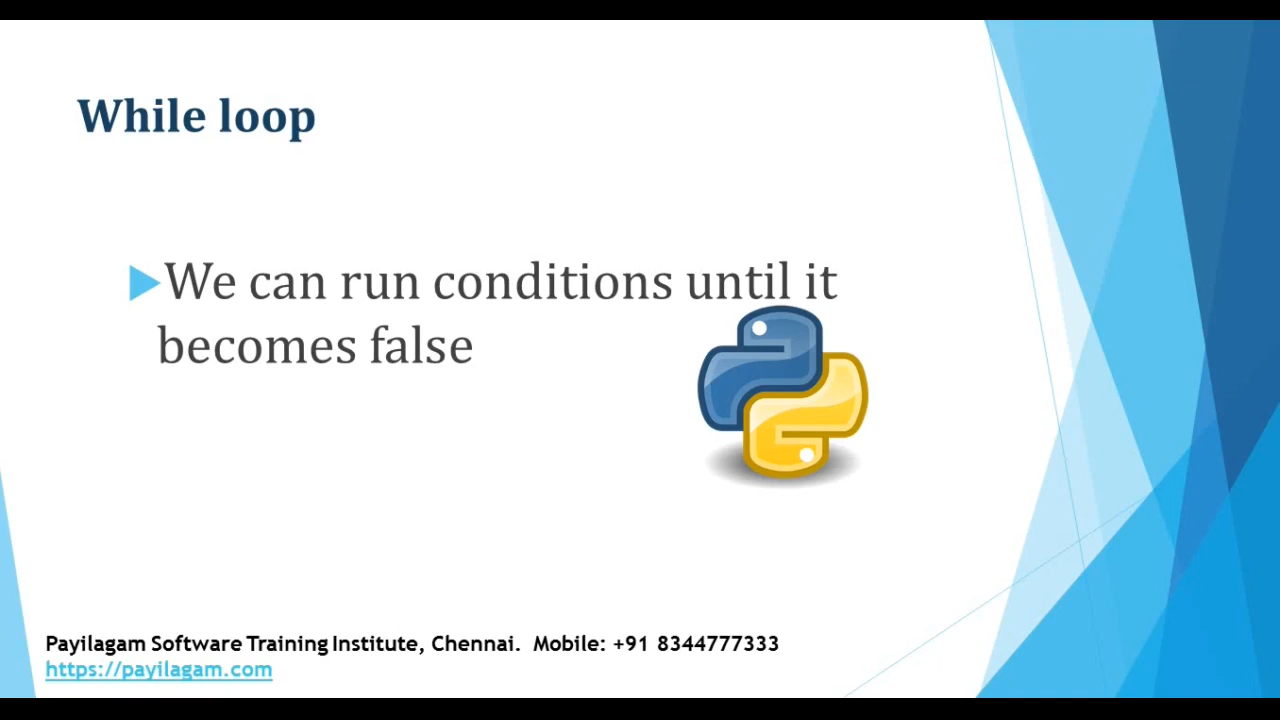 While loop
We can run conditions until it
becomes false
Payilagam Software Training Institute, Chennai. Mobile: +91 8344777333
https://payilagam.com